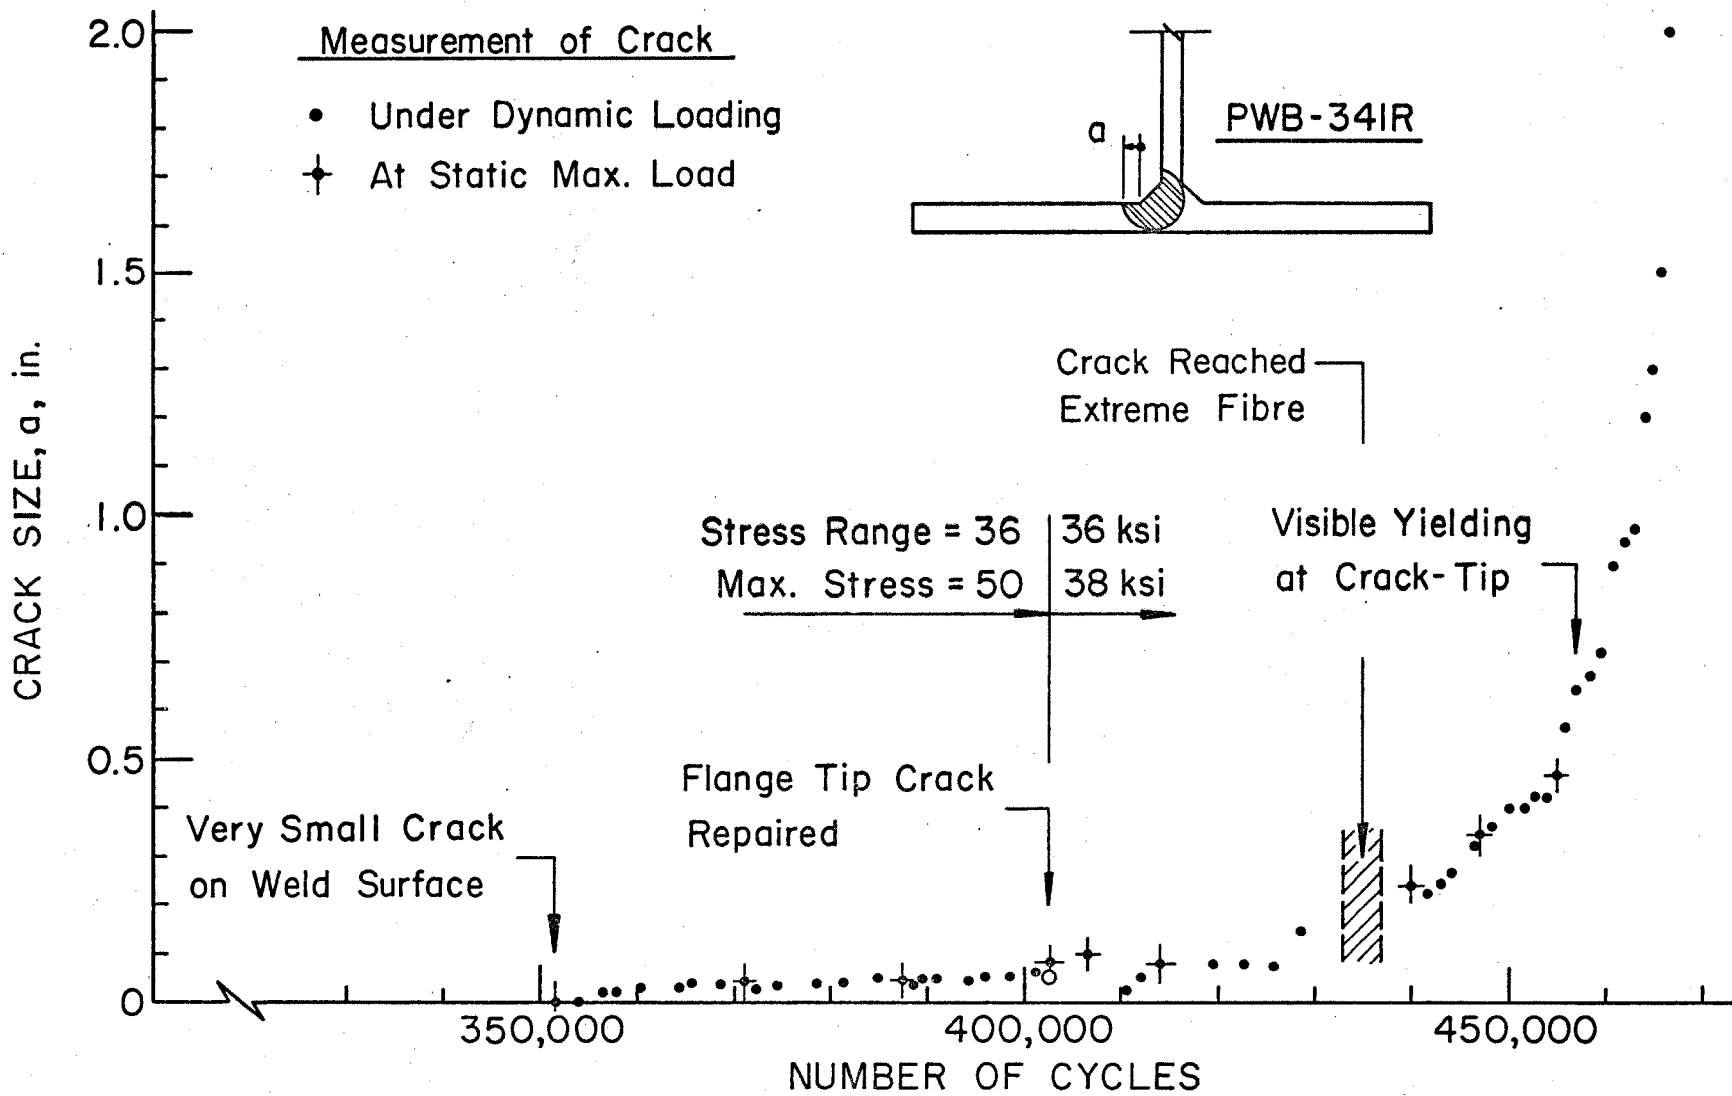 2.0
1.5
1.0
0.5
0
CRACK SIZE, a, in.
Measurement of Crack
Under Dynamic Loading
At Static Max. Load
a
PWB-341R
Crack Reached
Extreme Fibre
Stress Range = 36 36 ksi
Max. Stress = 50 38 ksi
Visible Yielding
at Crack-Tip
Flange Tip Crack
Repaired
Very Small Crack
on Weld Surface
350,000 400,000 450,000
NUMBER OF CYCLES